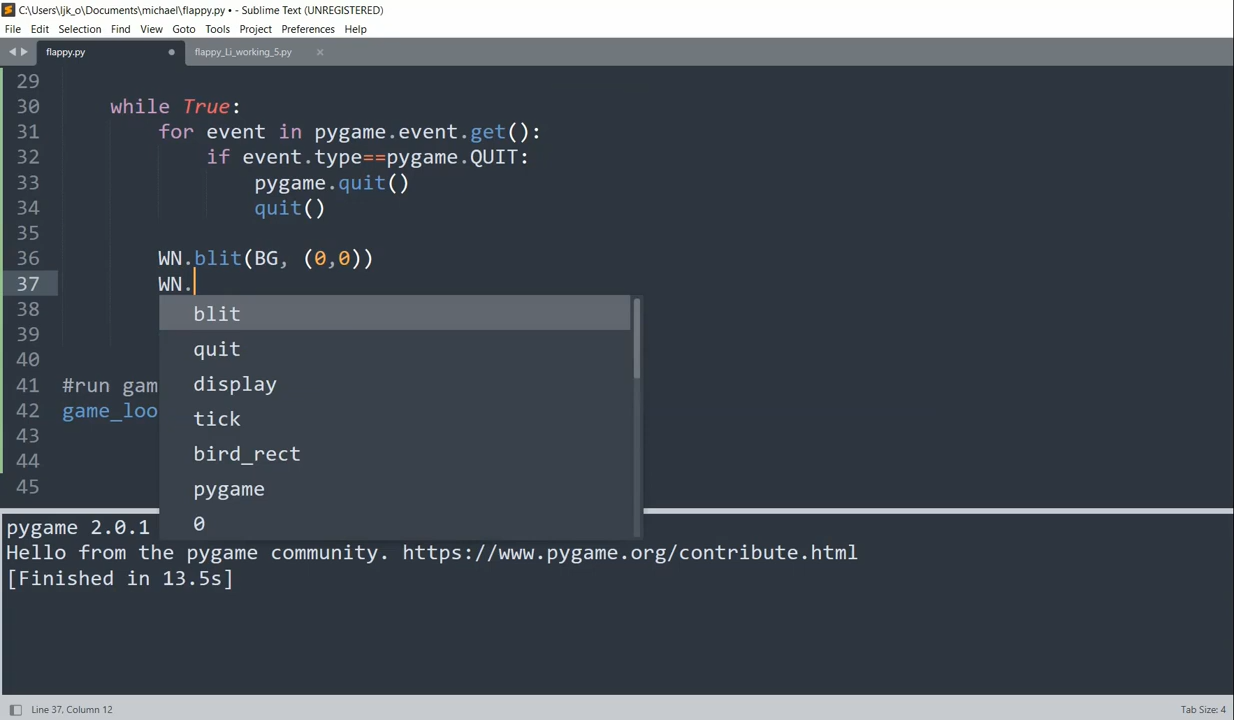 C:\Users\ljk_o\Documents\michael\flappy.py • - Sublime Text (UNREGISTERED)
File Edit Selection Find View Goto Tools Project Preferences Help
flappy.py flappy_Li_working_5.py
29
30 while True:
31 for event in pygame.event.get():
32 if event.type==pygame.QUIT:
33 pygame.quit()
34 quit()
35
36 WN.blit(BG, (0,0))
37 WN.
38 blit
39 quit
40 display
41 #run gam
42 game_loo tick
43 bird_rect
44 pygame
45 0
pygame 2.0.1
Hello from the pygame community. https://www.pygame.org/contribute.html
[Finished in 13.5s]
Line 37, Column 12 Tab Size: 4